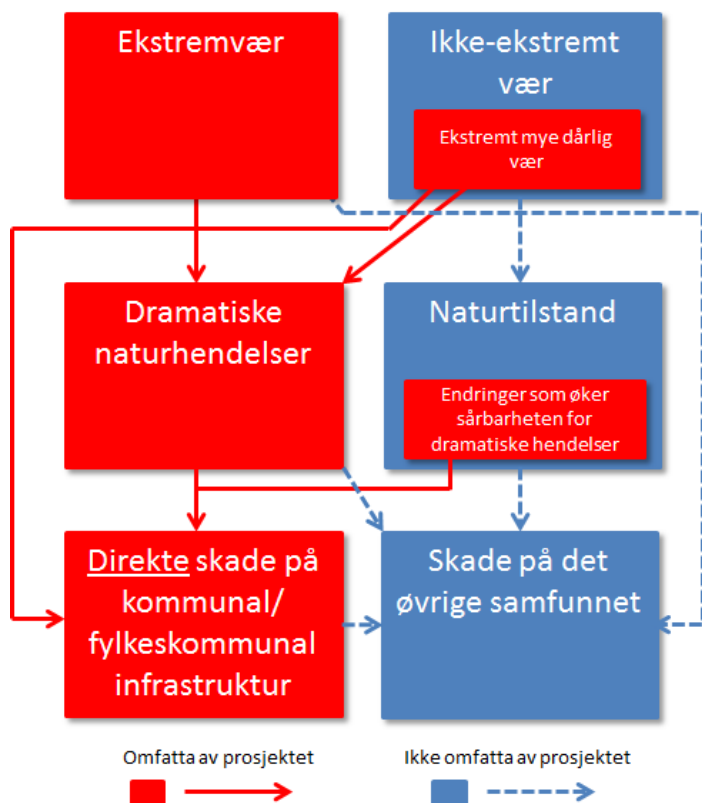 Ekstremvær
Ikke-ekstremt
vær
Ekstremt mye dårlig
vær
Dramatiske
naturhendelser
Naturtilstand
Endringer som øker
sårbarheten for
dramatiske hendelser
Direkte skade på
kommunal/
fylkeskommunal
infrastruktur
Skade på det
øvrige samfunnet
Omfatta av prosjektet
Ikke omfatta av prosjektet